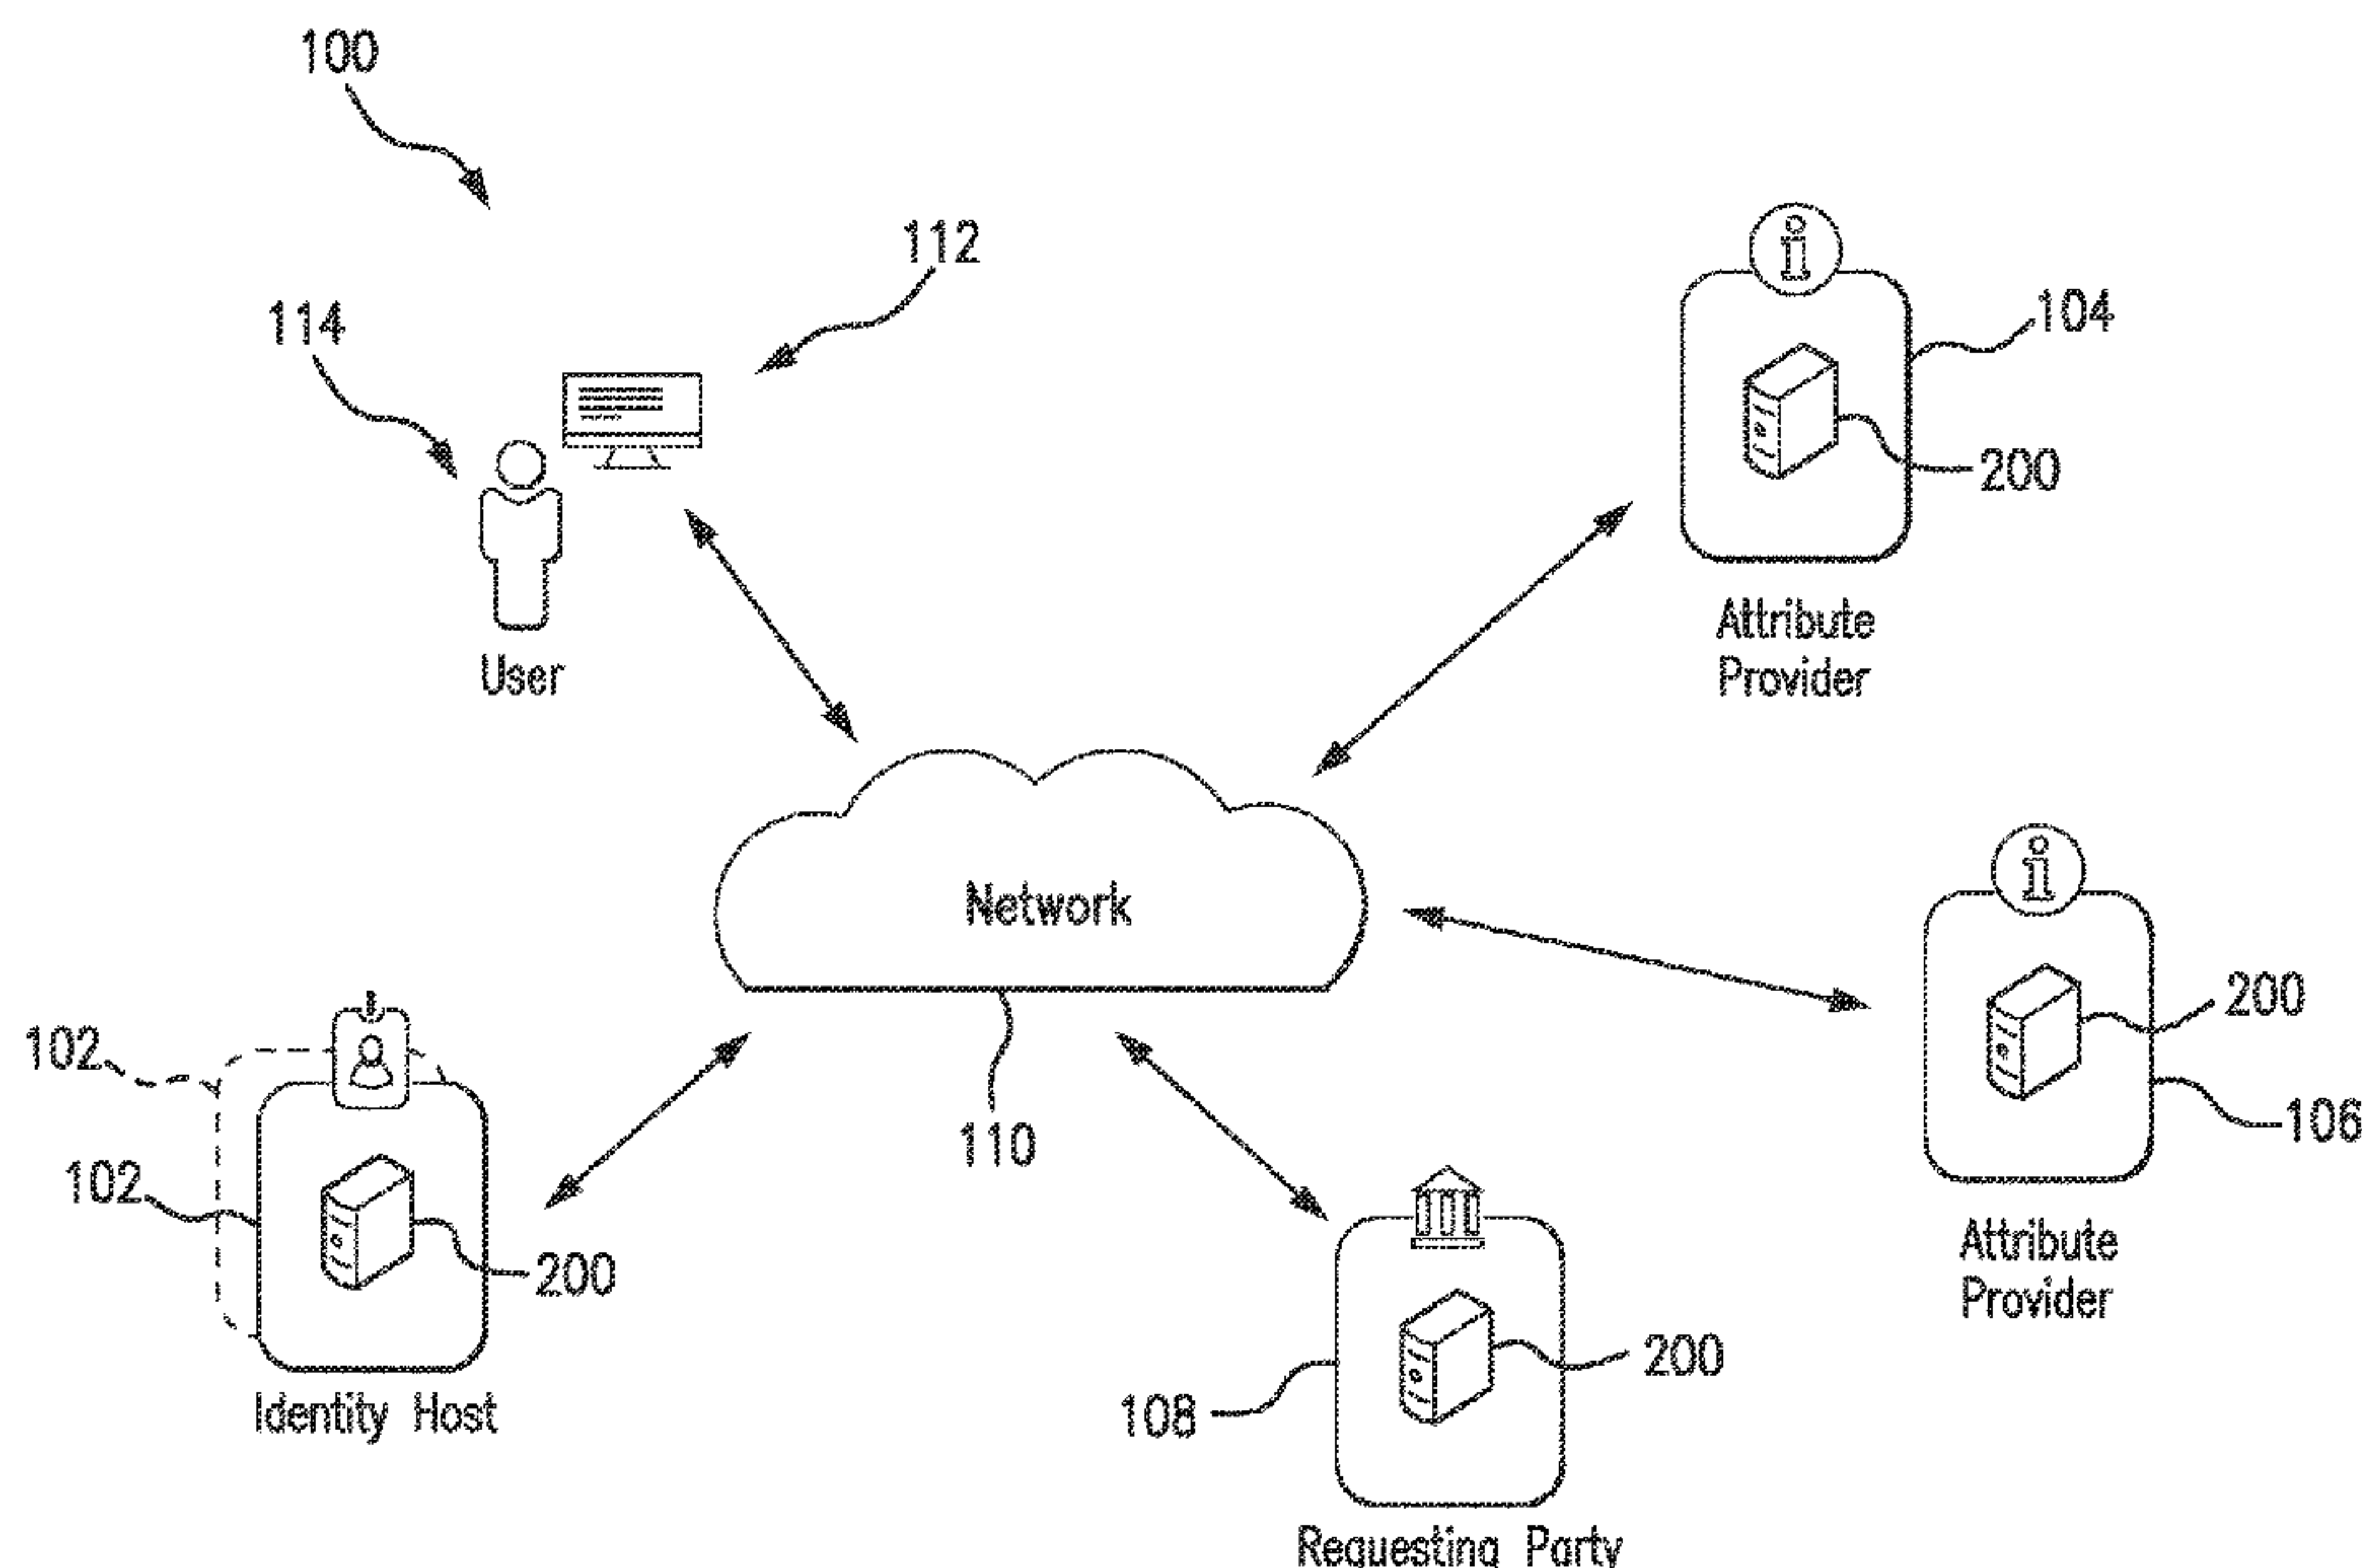 100
112
114
i
104
200
User
Attribute
Provider
Network
i
200
106
Attribute
Provider
102
102
200
Identity Host
110
108
200
Requesting Party